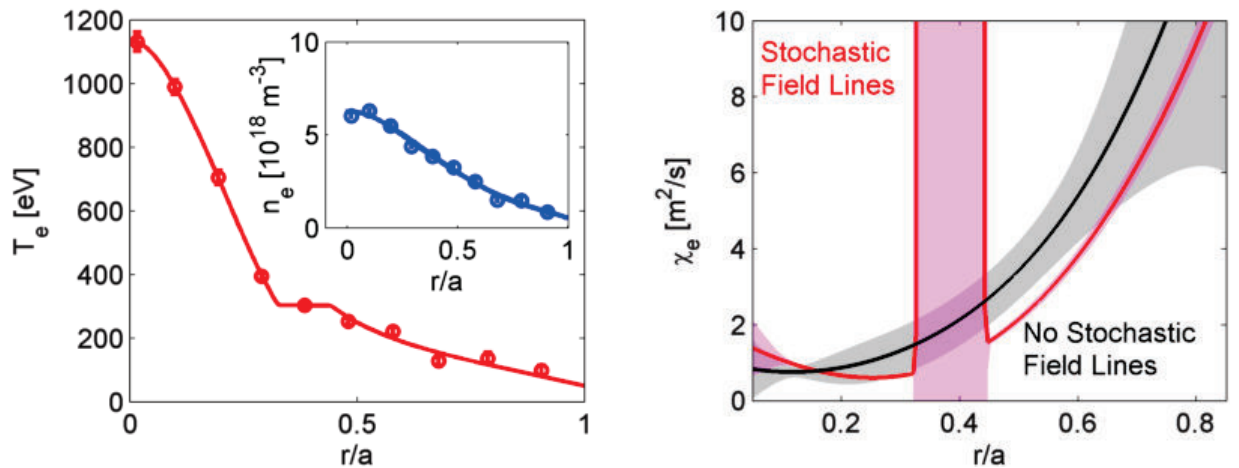 1200
1000
800
600
400
200
0
T_e [eV]
0
0.5
1
r/a
10
5
0
n_e [10^18 m^-3]
0
0.5
1
r/a
Stochastic
Field Lines
No Stochastic
Field Lines
10
8
6
4
2
0
χ_e [m^2/s]
0.2
0.4
0.6
0.8
r/a